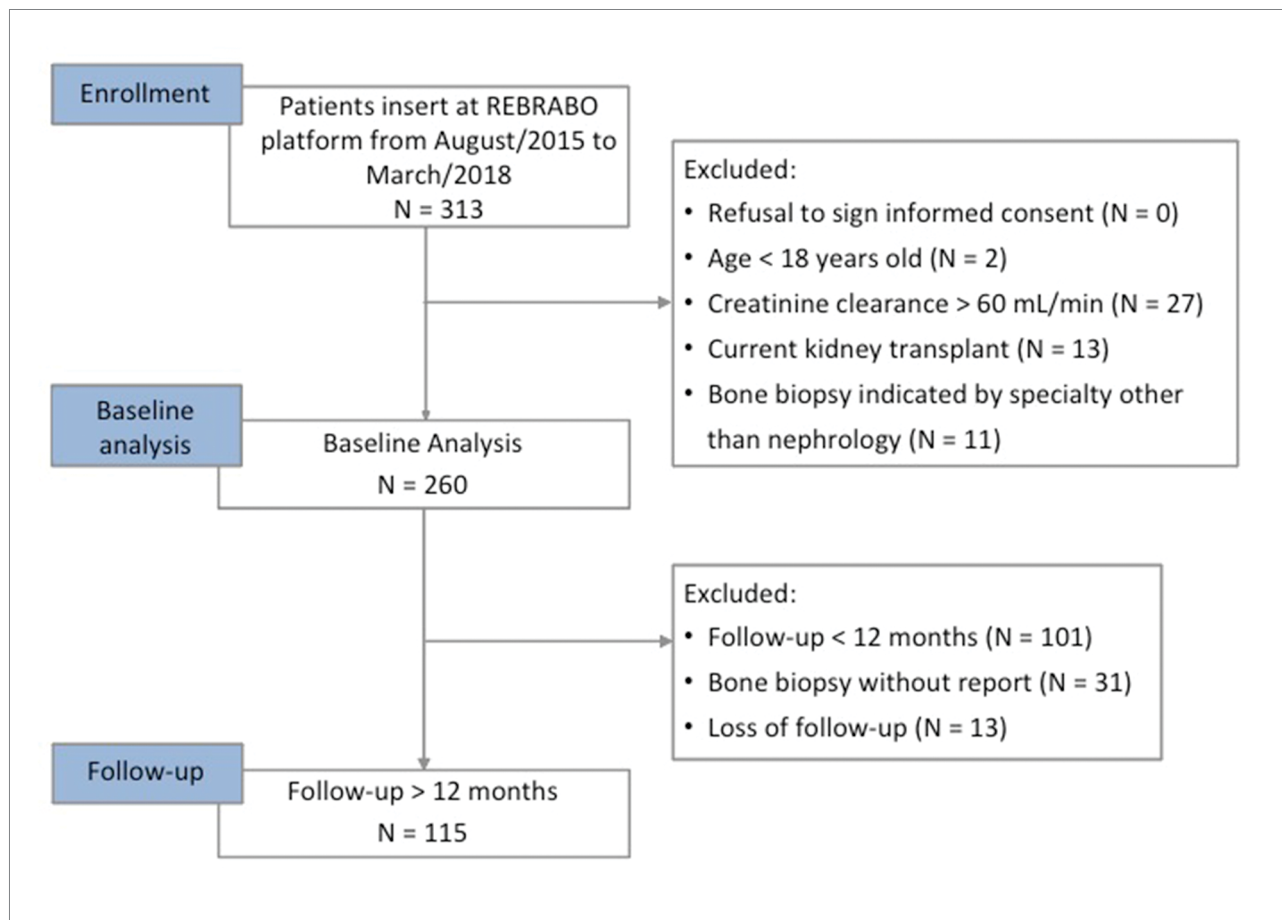 Enrollment
Patients insert at REBRABO
platform from August/2015 to
March/2018
N = 313
Excluded:
• Refusal to sign informed consent (N = 0)
• Age < 18 years old (N = 2)
• Creatinine clearance > 60 mL/min (N = 27)
• Current kidney transplant (N = 13)
• Bone biopsy indicated by specialty other
than nephrology (N = 11)
Baseline
analysis
Baseline Analysis
N = 260
Excluded:
• Follow-up < 12 months (N = 101)
• Bone biopsy without report (N = 31)
• Loss of follow-up (N = 13)
Follow-up
Follow-up > 12 months
N = 115